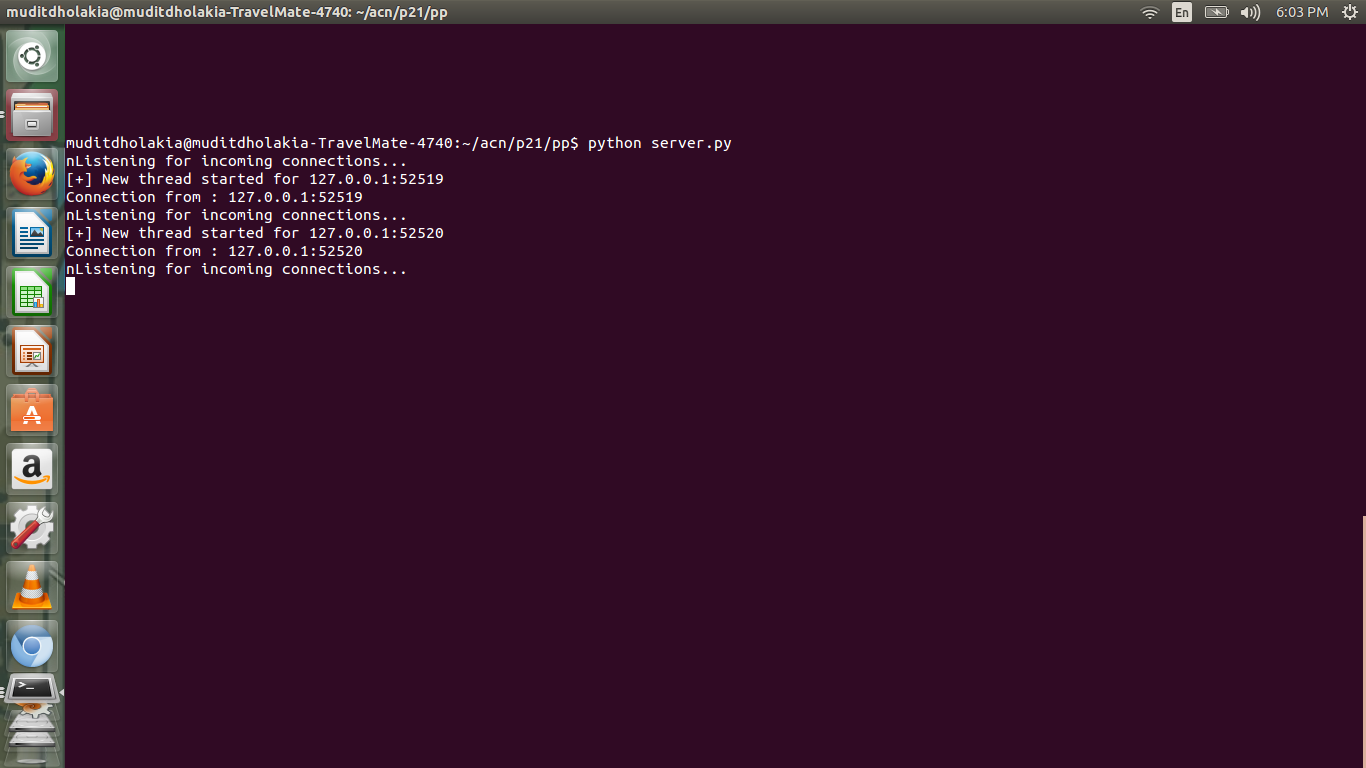 muditdholakia@muditdholakia-TravelMate-4740: ~/acn/p21/pp
En
6:03 PM
muditdholakia@muditdholakia-TravelMate-4740:~/acn/p21/pp$ python server.py
nListening for incoming connections...
[+] New thread started for 127.0.0.1:52519
Connection from : 127.0.0.1:52519
nListening for incoming connections...
[+] New thread started for 127.0.0.1:52520
Connection from : 127.0.0.1:52520
nListening for incoming connections...
A
a
>_